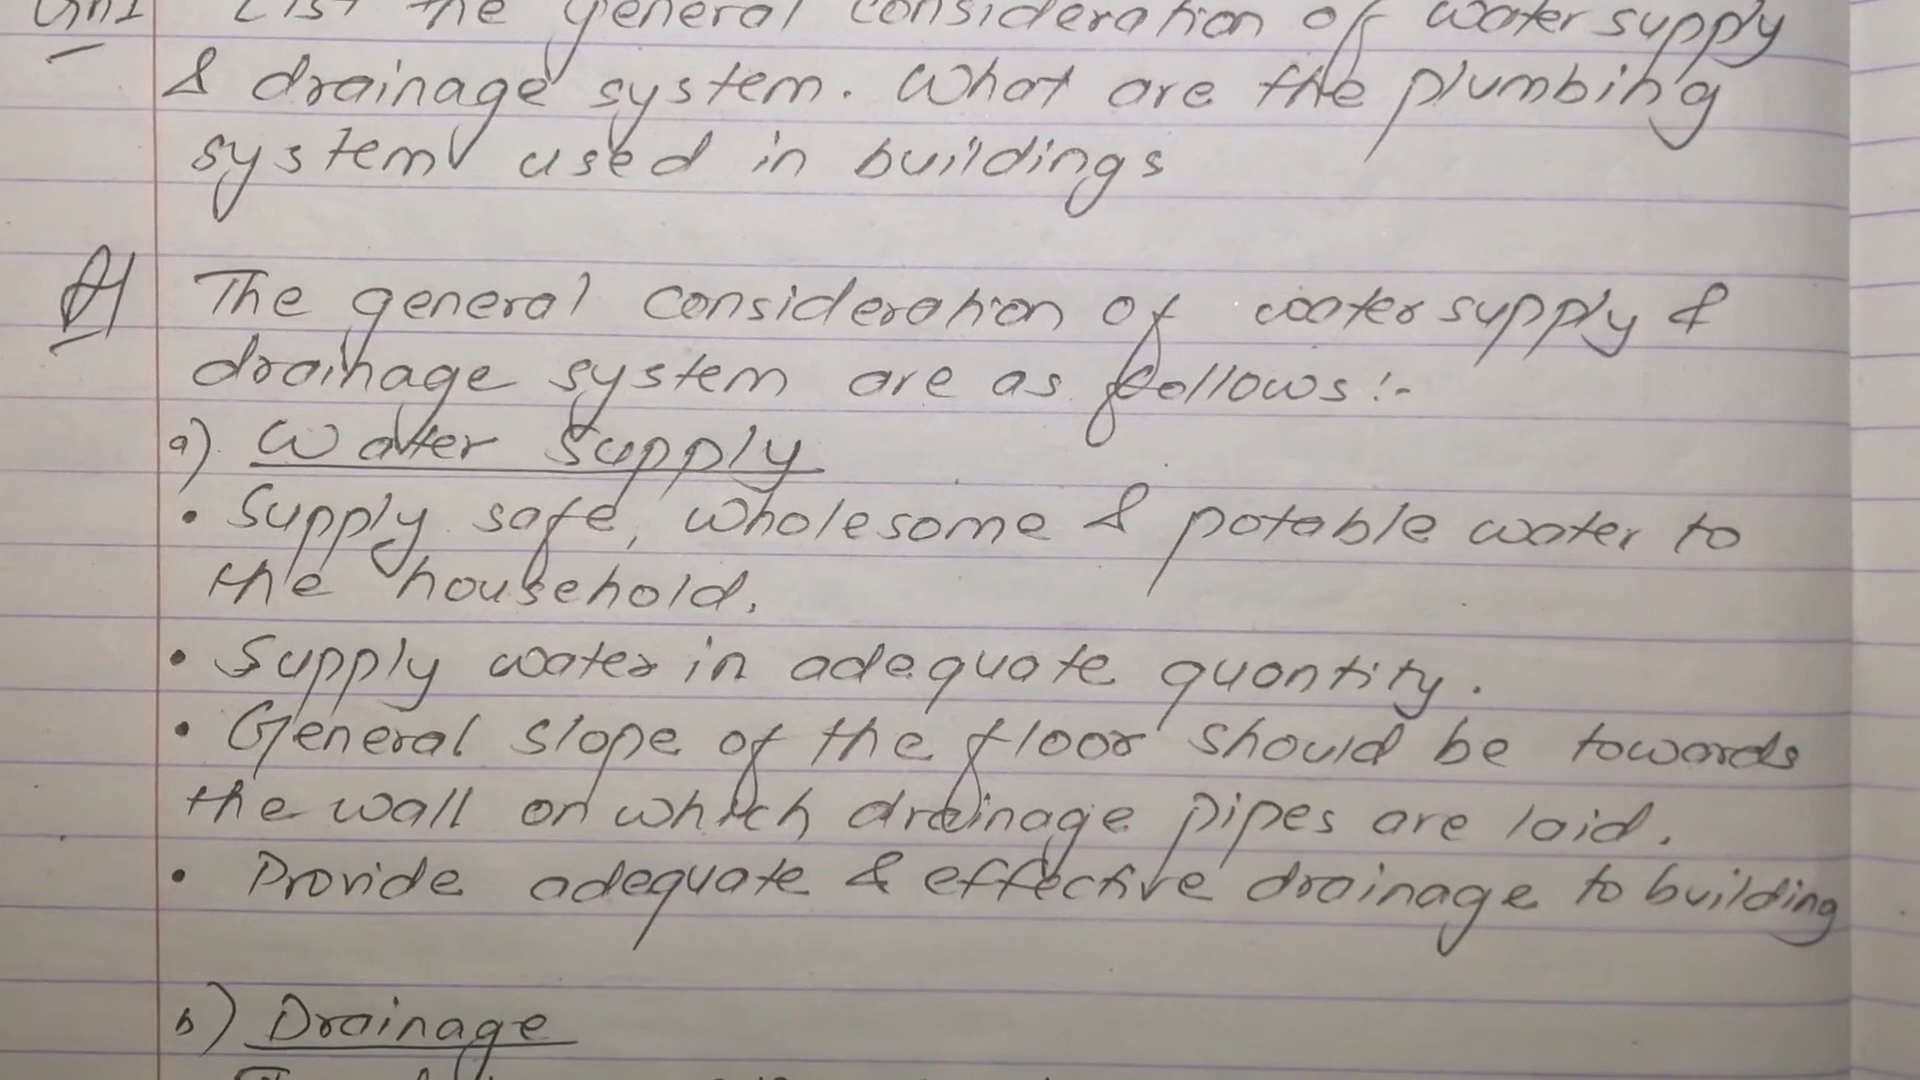 Qn1 List the general consideration of water supply
& drainage system. What are the plumbing
system used in buildings
A The general consideration of water supply &
drainage system are as follows:-
a) Water Supply
• Supply safe, wholesome & potable water to
the household.
• Supply water in adequate quantity.
• General slope of the floor should be towards
the wall on which drainage pipes are laid.
• Provide adequate & effective drainage to building
b) Drainage